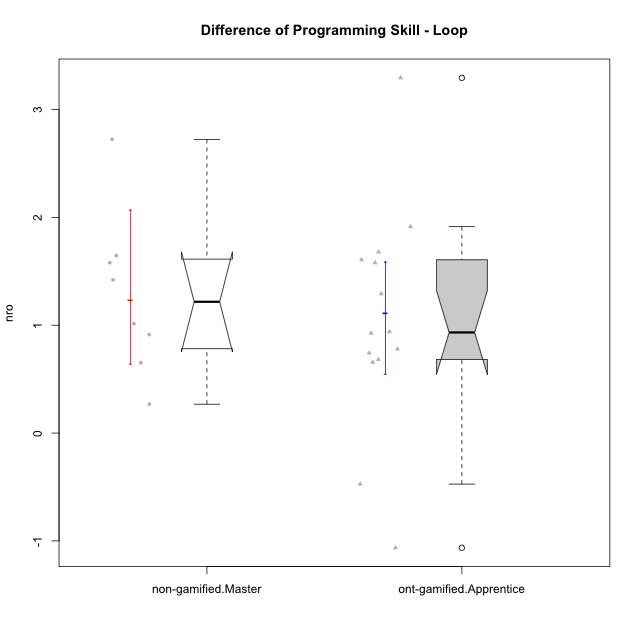 Difference of Programming Skill - Loop
nro
3
2
1
0
-1
non-gamified.Master
ont-gamified.Apprentice